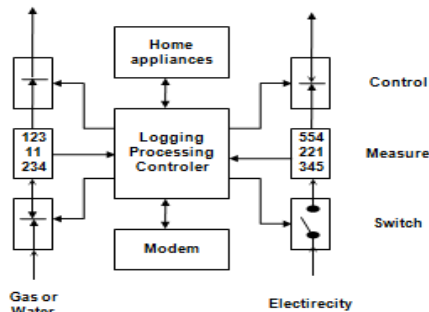 Home
appliances
Control
123
11
234
Logging
Processing
Controler
554
221
345
Measure
Switch
Modem
Gas or
Water
Electirecity